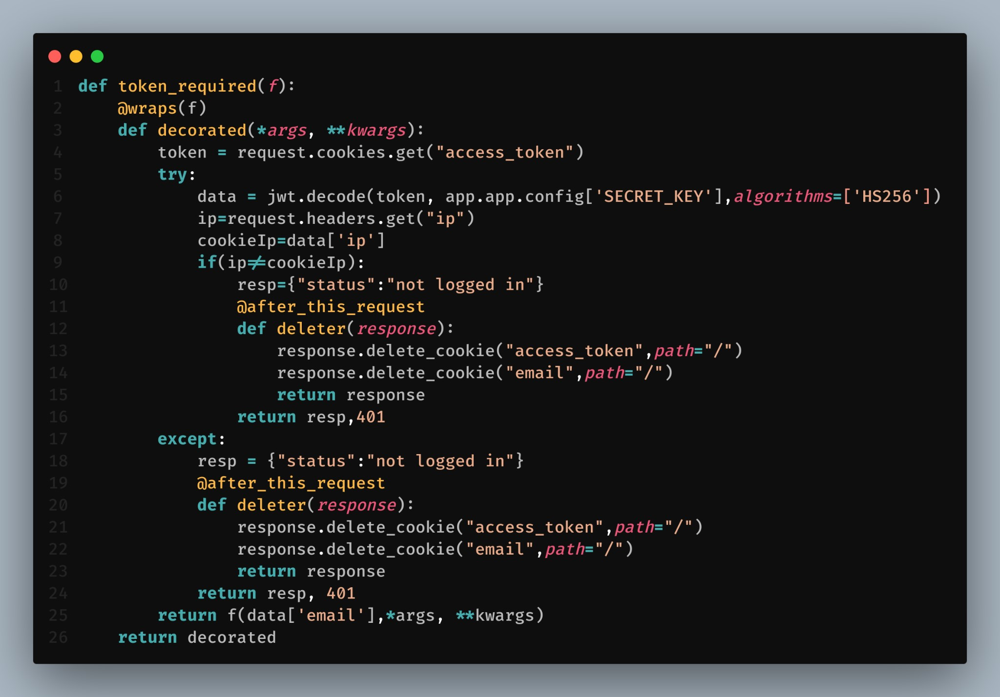 1 def token_required(f):
2     @wraps(f)
3     def decorated(*args, **kwargs):
4         token = request.cookies.get("access_token")
5         try:
6             data = jwt.decode(token, app.app.config['SECRET_KEY'],algorithms=['HS256'])
7             ip=request.headers.get("ip")
8             cookieIp=data['ip']
9             if(ip!=cookieIp):
10                 resp={"status":"not logged in"}
11                 @after_this_request
12                 def deleter(response):
13                     response.delete_cookie("access_token",path="/")
14                     response.delete_cookie("email",path="/")
15                     return response
16                 return resp,401
17         except:
18             resp = {"status":"not logged in"}
19             @after_this_request
20             def deleter(response):
21                 response.delete_cookie("access_token",path="/")
22                 response.delete_cookie("email",path="/")
23                 return response
24             return resp, 401
25         return f(data['email'],*args, **kwargs)
26     return decorated